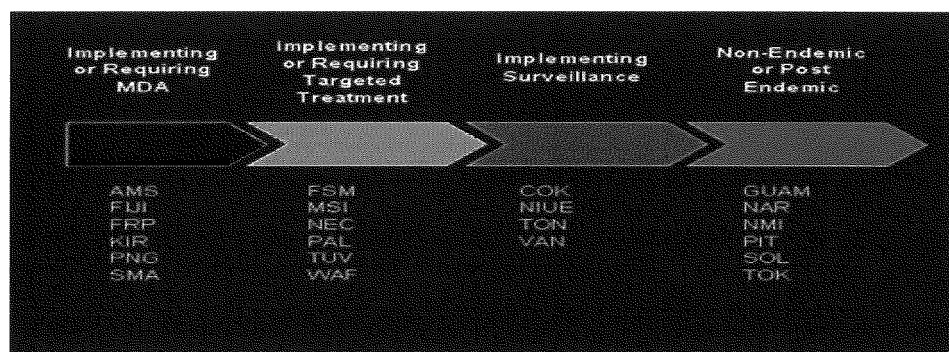 Implementing
or Requiring
MDA
Implementing
or Requiring
Targeted
Treatment
Implementing
Surveillance
Non-Endemic
or Post
Endemic
AMS
FIJI
FRP
KIR
PNG
SMA
FSM
MSI
NEC
PAL
TUV
WAF
COK
NIUE
TON
VAN
GUAM
NAR
NMI
PIT
SOL
TOK